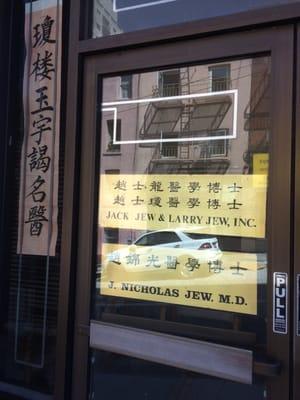 瓊楼玉宇謁名醫
趙士龍醫學博士
趙士瓊醫學博士
JACK JEW & LARRY JEW, INC.
趙錦光醫學博士
J. NICHOLAS JEW, M.D.
PULL